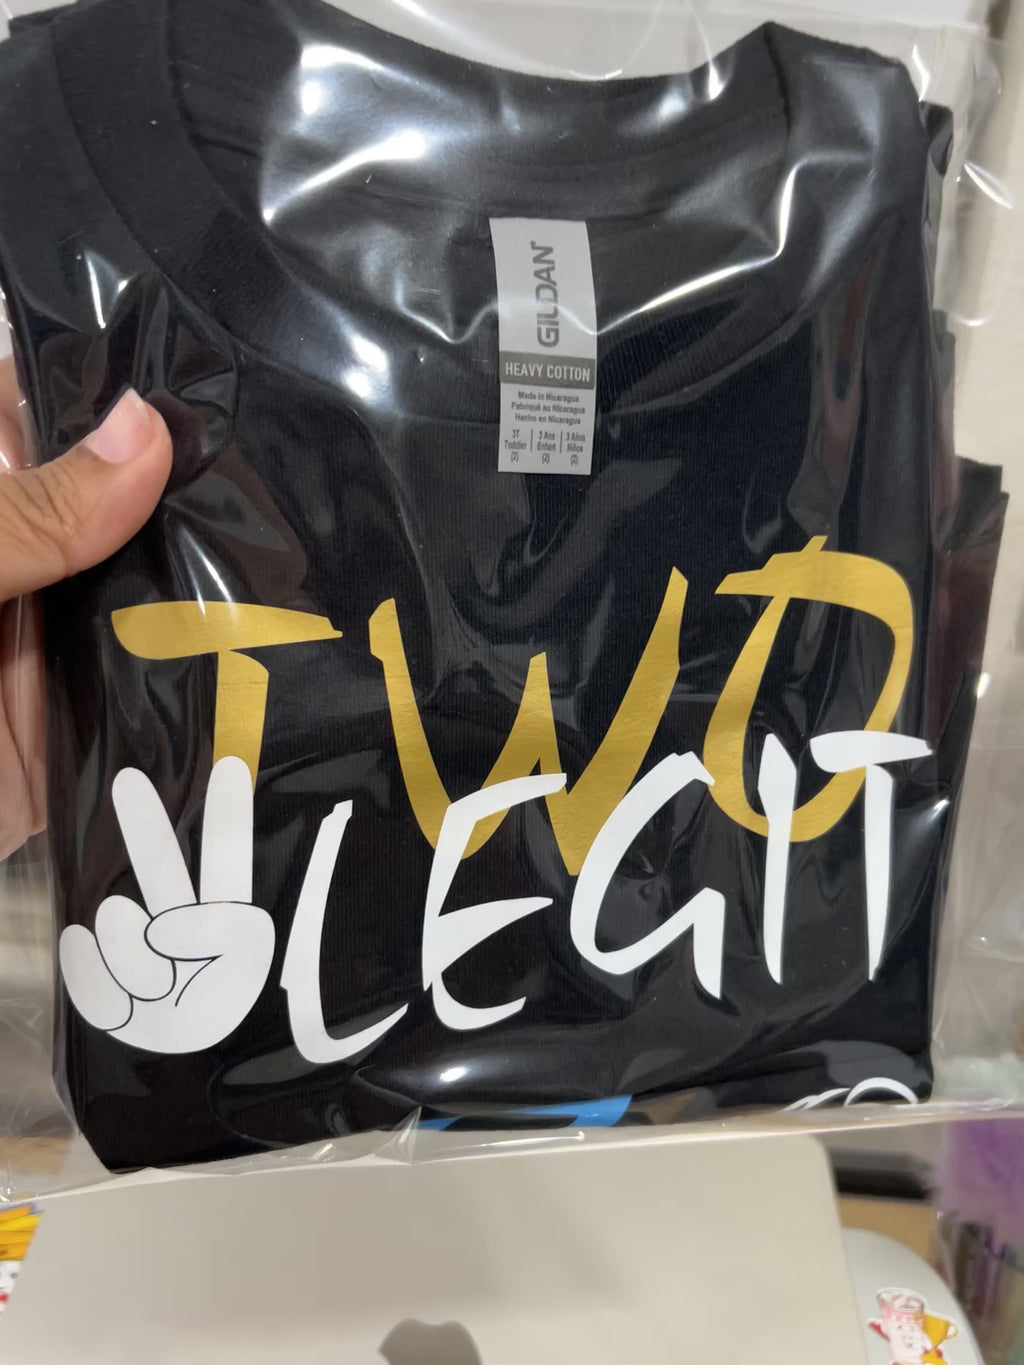 GILDAN
HEAVY COTTON
Made in Nicaragua
Fabriqué au Nicaragua
Hecho en Nicaragua
3T | 3 Ans | 3 Años
Toddler | Enfant | Niños
(2) | (2) | (2)
TWO
LEGIT